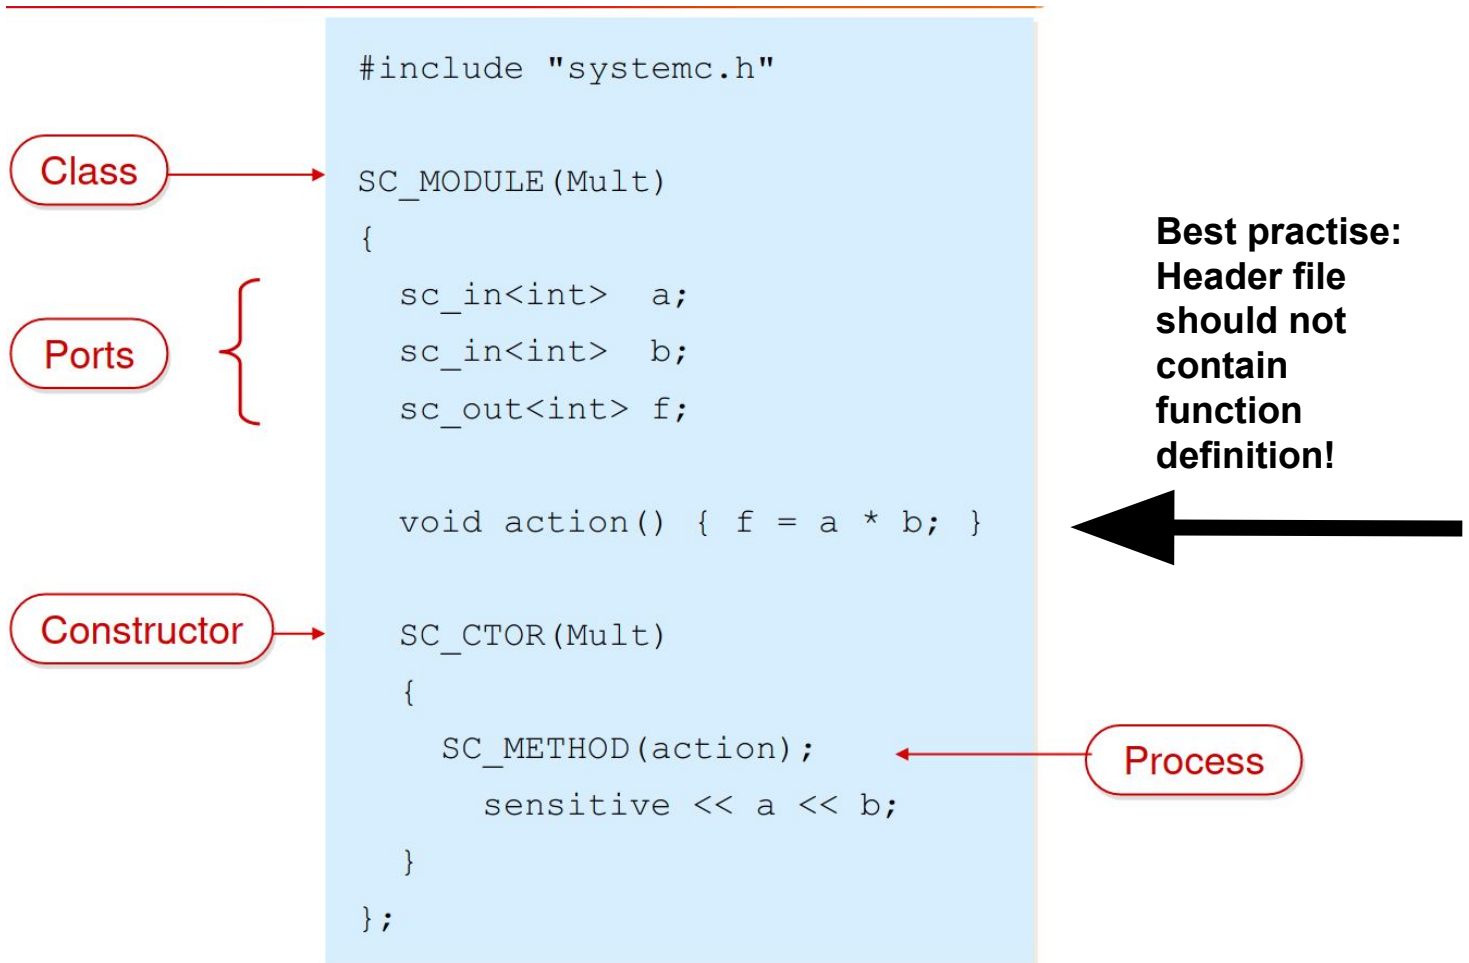 #include "systemc.h"
Class
SC_MODULE(Mult)
{
sc_in<int>  a;
Ports
sc_in<int>  b;
sc_out<int> f;
Best practise:
Header file
should not
contain
function
definition!
void action() { f = a * b; }
Constructor
SC_CTOR(Mult)
{
SC_METHOD(action);
Process
sensitive << a << b;
}
};